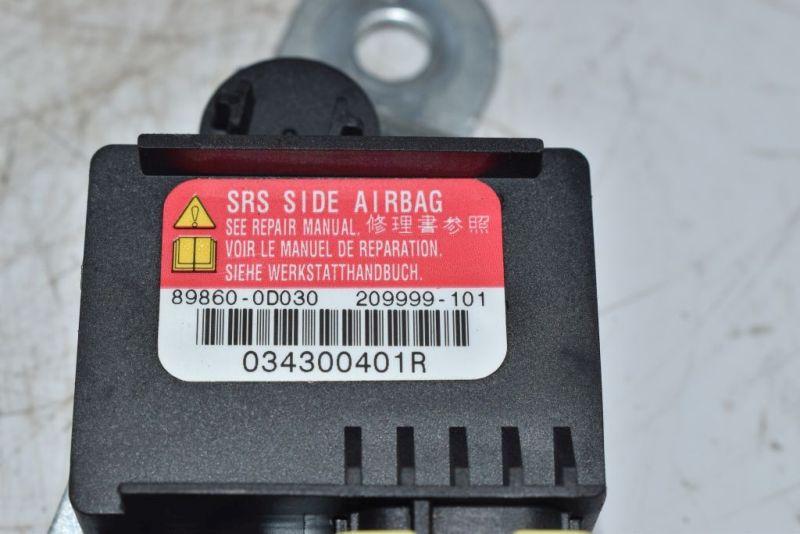 SRS SIDE AIRBAG
SEE REPAIR MANUAL. 修理書参照
VOIR LE MANUEL DE REPARATION.
SIEHE WERKSTATTHANDBUCH.
89860-0D030 209999-101
034300401R